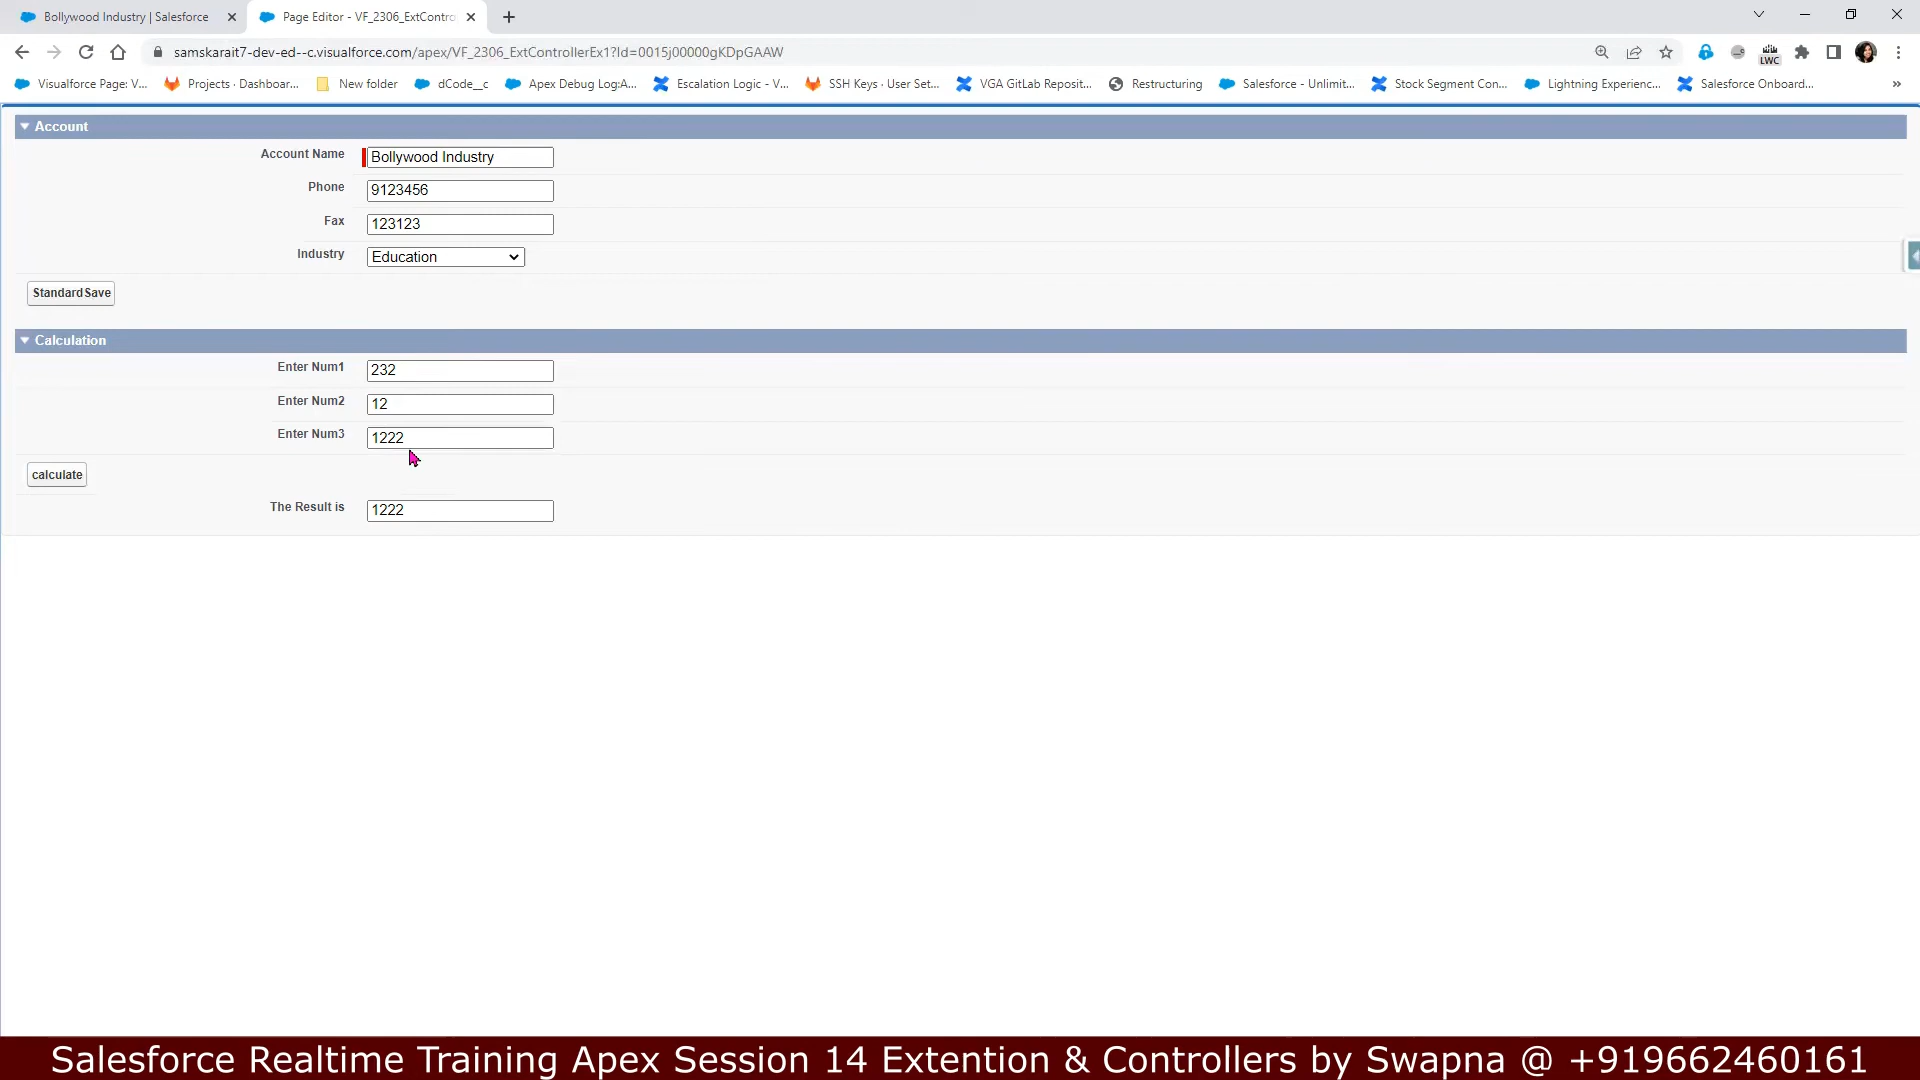 Bollywood Industry | Salesforce
Page Editor - VF_2306_ExtContro
samskarait7-dev-ed--c.visualforce.com/apex/VF_2306_ExtControllerEx1?Id=0015j00000gKDpGAAW
LWC
Visualforce Page: V...
Projects · Dashboar...
New folder
dCode__c
Apex Debug Log:A...
Escalation Logic - V...
SSH Keys · User Set...
VGA GitLab Reposit...
Restructuring
Salesforce - Unlimit...
Stock Segment Con...
Lightning Experienc...
Salesforce Onboard...
»
Account
Account Name Bollywood Industry
Phone 9123456
Fax 123123
Industry Education
StandardSave
Calculation
Enter Num1 232
Enter Num2 12
Enter Num3 1222
calculate
The Result is 1222
Salesforce Realtime Training Apex Session 14 Extention & Controllers by Swapna @ +919662460161